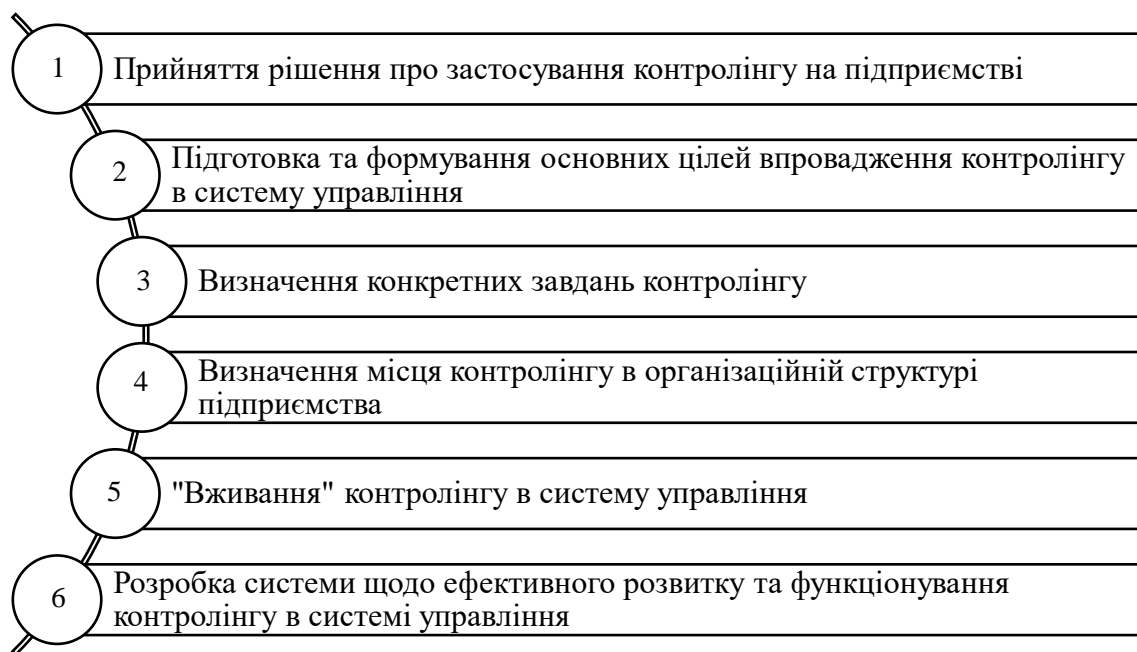 1
Прийняття рішення про застосування контролінгу на підприємстві
2
Підготовка та формування основних цілей впровадження контролінгу
в систему управління
3
Визначення конкретних завдань контролінгу
4
Визначення місця контролінгу в організаційній структурі
підприємства
5
"Вживання" контролінгу в систему управління
6
Розробка системи щодо ефективного розвитку та функціонування
контролінгу в системі управління